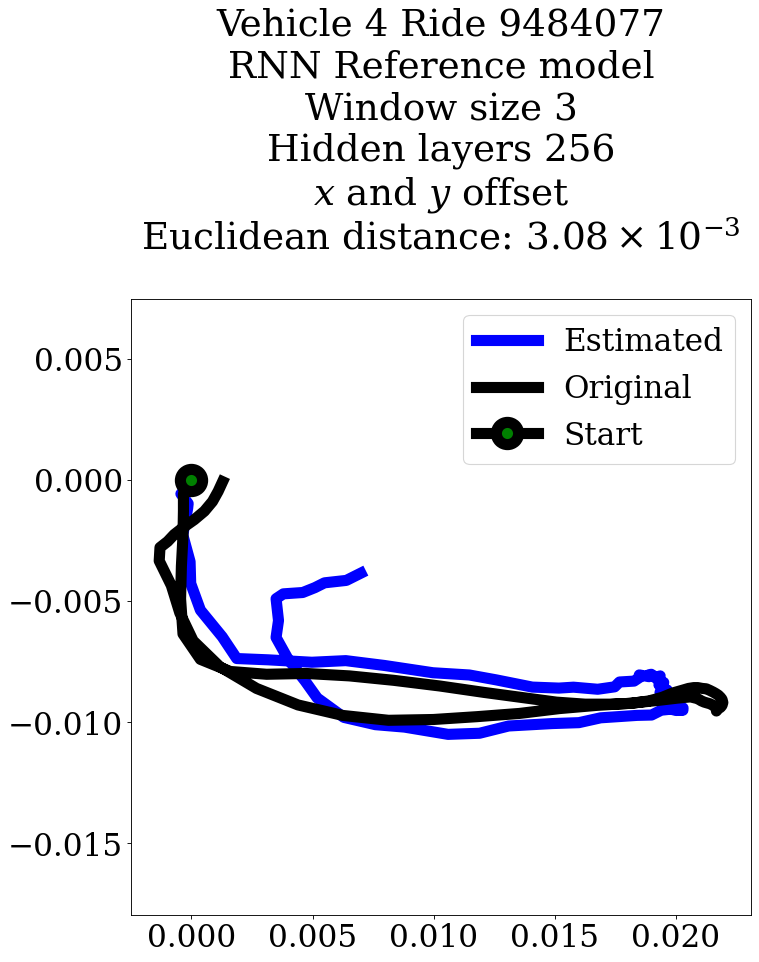 Vehicle 4 Ride 9484077
RNN Reference model
Window size 3
Hidden layers 256
x and y offset
Euclidean distance: 3.08 × 10⁻³
Estimated
Original
Start
0.005
0.000
−0.005
−0.010
−0.015
0.000 0.005 0.010 0.015 0.020